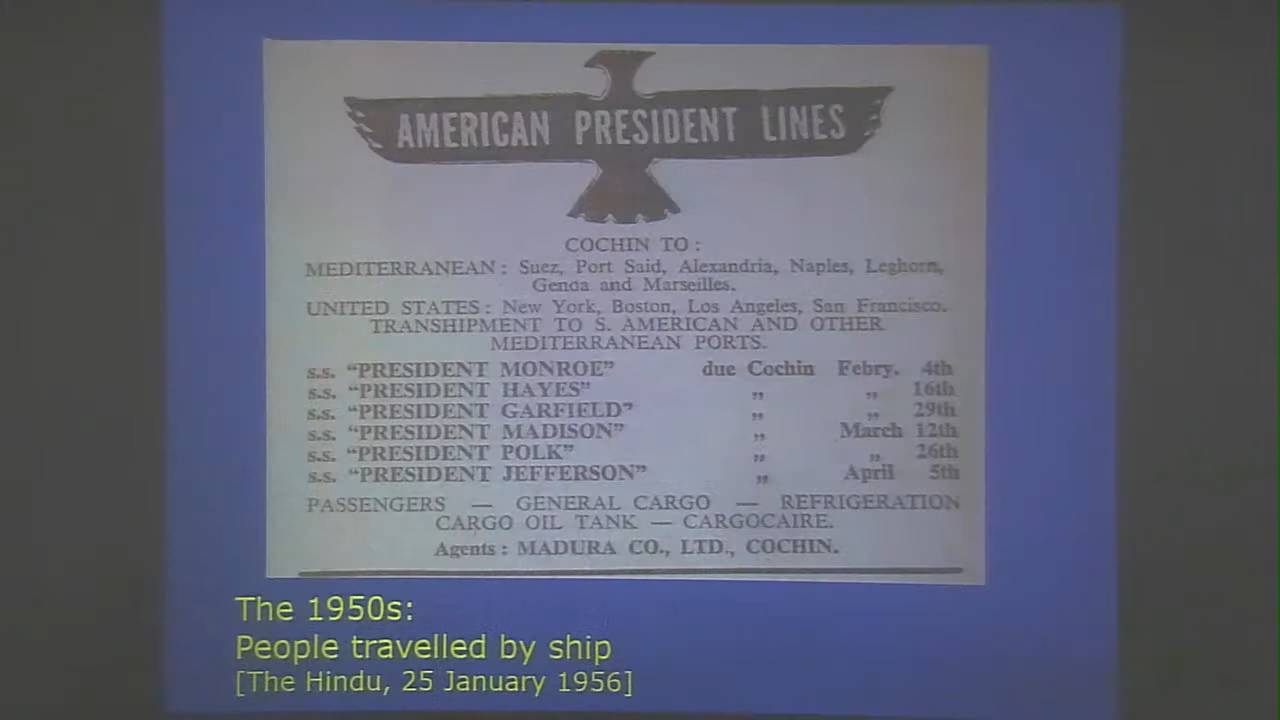 AMERICAN PRESIDENT LINES
COCHIN TO :
MEDITERRANEAN : Suez, Port Said, Alexandria, Naples, Leghorn,
Genoa and Marseilles.
UNITED STATES : New York, Boston, Los Angeles, San Francisco.
TRANSHIPMENT TO S. AMERICAN AND OTHER
MEDITERRANEAN PORTS.
s.s. “PRESIDENT MONROE” due Cochin Febry. 4th
s.s. “PRESIDENT HAYES” „ „ 16th
s.s. “PRESIDENT GARFIELD” „ „ 29th
s.s. “PRESIDENT MADISON” „ March 12th
s.s. “PRESIDENT POLK” „ „ 26th
s.s. “PRESIDENT JEFFERSON” „ April 5th
PASSENGERS — GENERAL CARGO — REFRIGERATION
CARGO OIL TANK — CARGOCAIRE.
Agents : MADURA CO., LTD., COCHIN.
The 1950s:
People travelled by ship
[The Hindu, 25 January 1956]